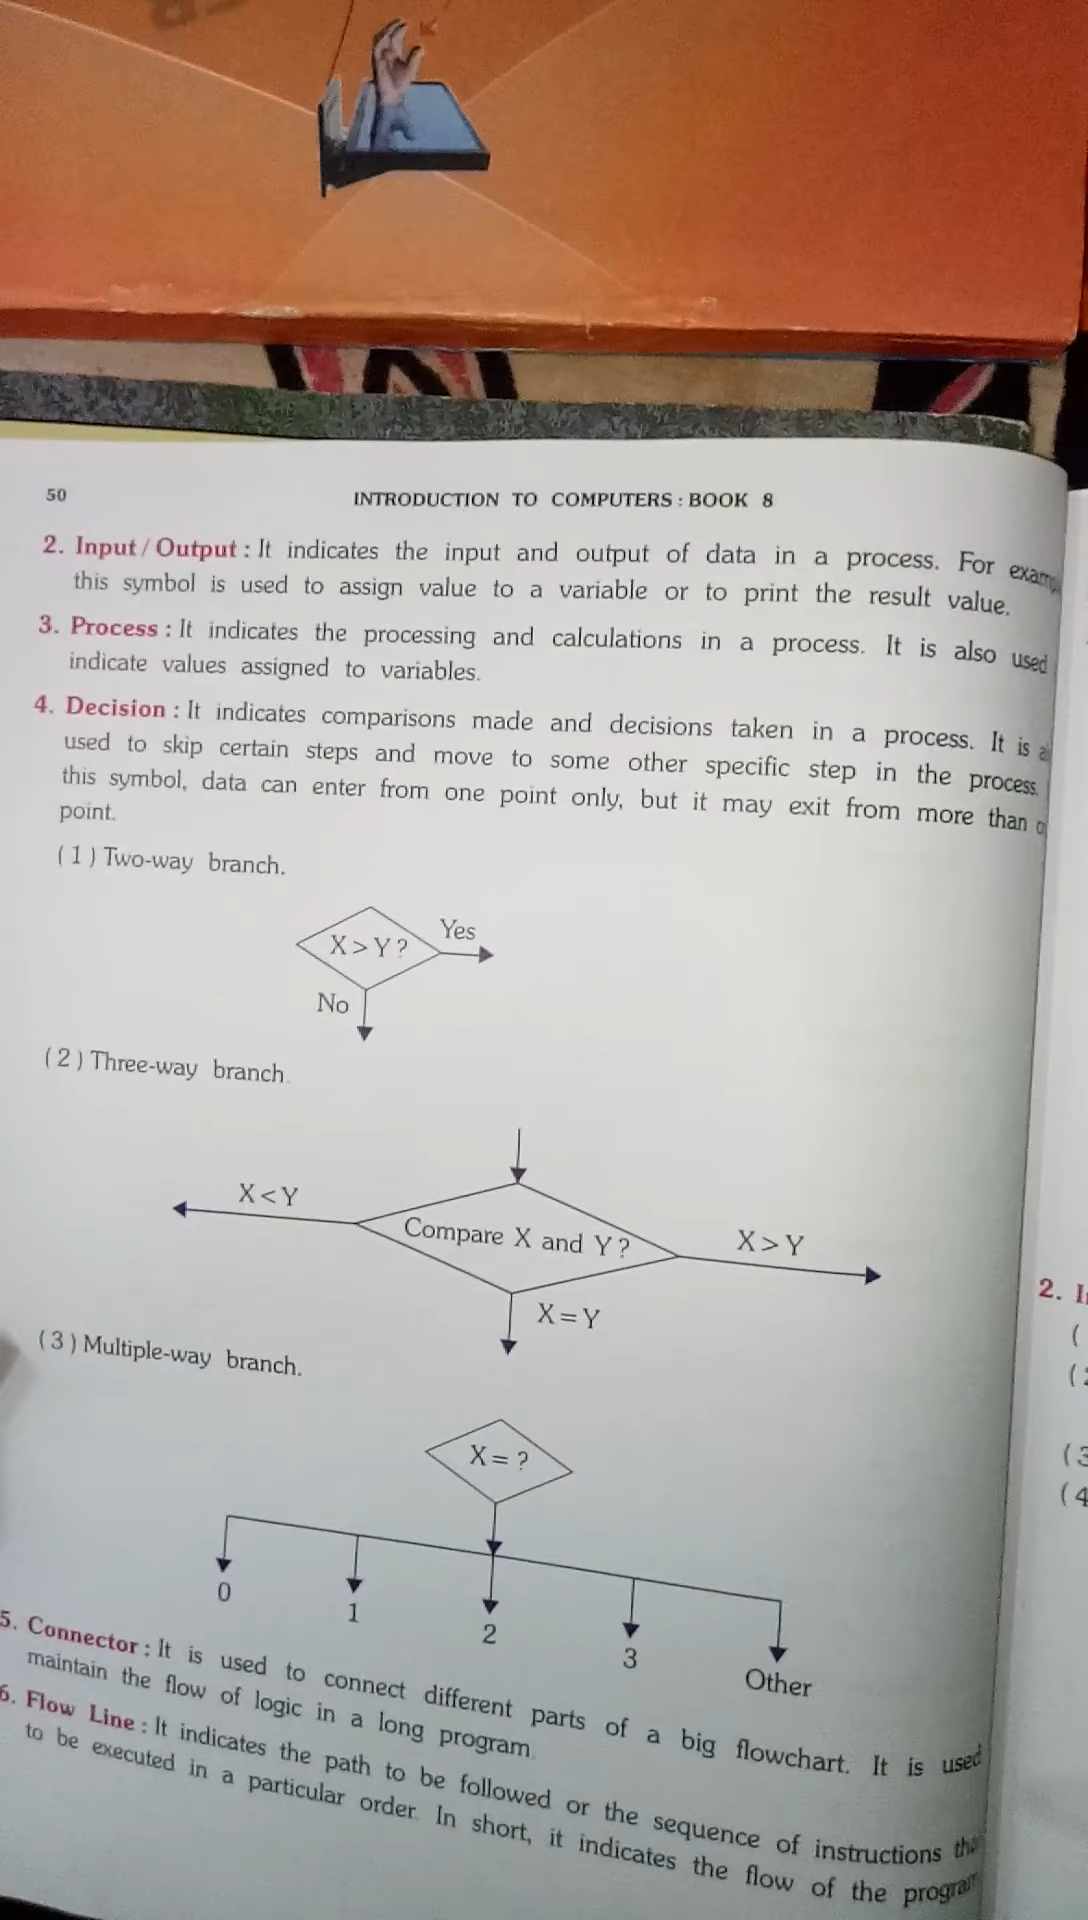 50
INTRODUCTION TO COMPUTERS : BOOK 8
2. Input / Output : It indicates the input and output of data in a process. For
this symbol is used to assign value to a variable or to print the result value.
3. Process : It indicates the processing and calculations in a process. It is also used
indicate values assigned to variables.
4. Decision : It indicates comparisons made and decisions taken in a process. It is
used to skip certain steps and move to some other specific step in the process.
this symbol, data can enter from one point only, but it may exit from more than
point.
( 1 ) Two-way branch.
Yes
X > Y ?
No
( 2 ) Three-way branch.
X < Y
Compare X and Y ?
X > Y
X = Y
( 3 ) Multiple-way branch.
X = ?
0
1
2
3
Other
5. Connector : It is used to connect different parts of a big flowchart. It is used
maintain the flow of logic in a long program.
6. Flow Line : It indicates the path to be followed or the sequence of instructions
to be executed in a particular order. In short, it indicates the flow of the
2.
(
(
( 3
( 4